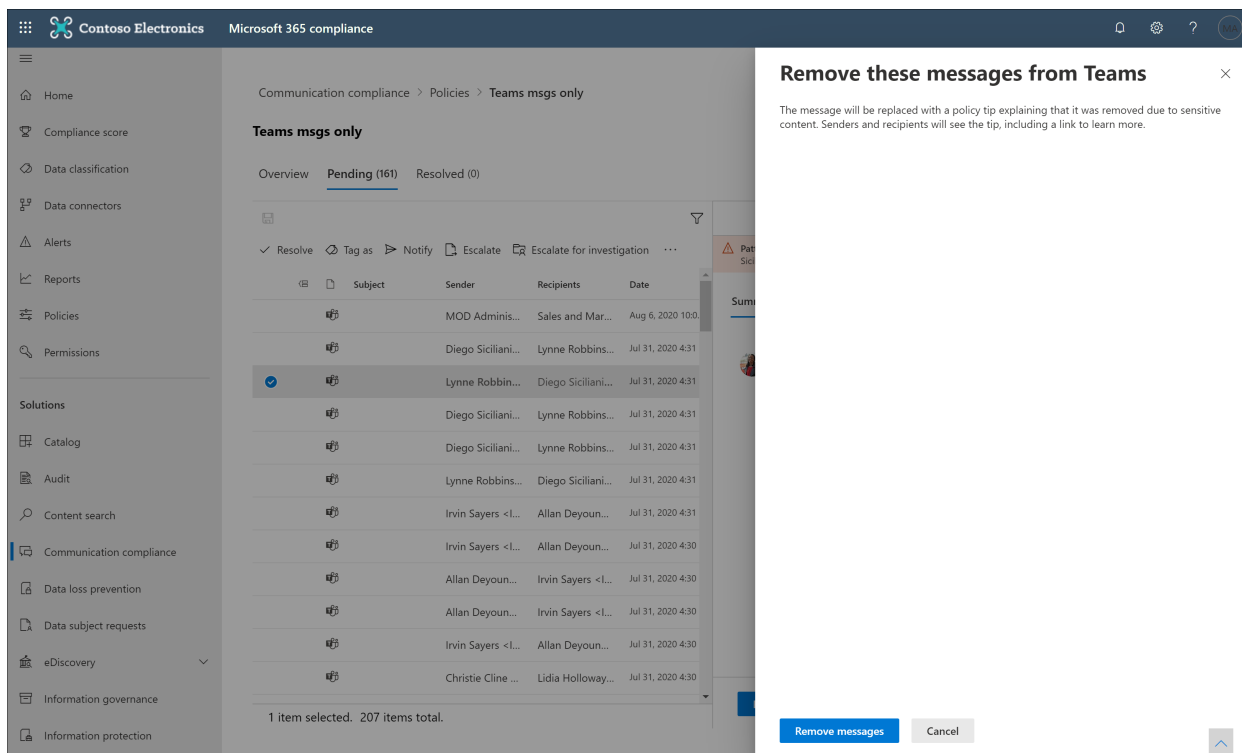 Contoso Electronics
Microsoft 365 compliance
?
MA
Home
Compliance score
Data classification
Data connectors
Alerts
Reports
Policies
Permissions
Solutions
Catalog
Audit
Content search
Communication compliance
Data loss prevention
Data subject requests
eDiscovery
Information governance
Information protection
Communication compliance > Policies > Teams msgs only
Teams msgs only
Overview Pending (161) Resolved (0)
Resolve Tag as Notify Escalate Escalate for investigation ...
Subject Sender Recipients Date
MOD Adminis... Sales and Mar... Aug 6, 2020 10:0.
Diego Siciliani... Lynne Robbins... Jul 31, 2020 4:31
Lynne Robbin... Diego Siciliani... Jul 31, 2020 4:31
Diego Siciliani... Lynne Robbins... Jul 31, 2020 4:31
Diego Siciliani... Lynne Robbins... Jul 31, 2020 4:31
Lynne Robbins... Diego Siciliani... Jul 31, 2020 4:31
Irvin Sayers <I... Allan Deyoun... Jul 31, 2020 4:31
Irvin Sayers <I... Allan Deyoun... Jul 31, 2020 4:30
Allan Deyoun... Irvin Sayers <I... Jul 31, 2020 4:30
Allan Deyoun... Irvin Sayers <I... Jul 31, 2020 4:30
Irvin Sayers <I... Allan Deyoun... Jul 31, 2020 4:30
Christie Cline ... Lidia Holloway... Jul 31, 2020 4:30
1 item selected. 207 items total.
Pat
Sici
Sum
Remove these messages from Teams
The message will be replaced with a policy tip explaining that it was removed due to sensitive
content. Senders and recipients will see the tip, including a link to learn more.
Remove messages Cancel